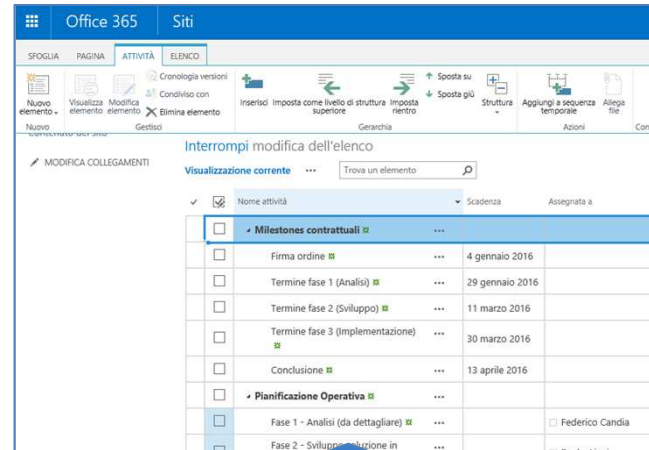 Office 365 Siti
SFOGLIA PAGINA ATTIVITÀ ELENCO
Nuovo elemento
Visualizza elemento
Modifica elemento
Cronologia versioni
Condiviso con
Elimina elemento
Inserisci
Imposta come livello di struttura superiore
Imposta rientro
Sposta su
Sposta giù
Struttura
Aggiungi a sequenza temporale
Allega file
Nuovo Gestisci Gerarchia Azioni
Contenuto del sito
MODIFICA COLLEGAMENTI
Interrompi modifica dell'elenco
Visualizzazione corrente ... Trova un elemento
Nome attività Scadenza Assegnata a
Milestones contrattuali ...
Firma ordine ... 4 gennaio 2016
Termine fase 1 (Analisi) ... 29 gennaio 2016
Termine fase 2 (Sviluppo) ... 11 marzo 2016
Termine fase 3 (Implementazione) ... 30 marzo 2016
Conclusione ... 13 aprile 2016
Pianificazione Operativa ...
Fase 1 - Analisi (da dettagliare) ... Federico Candia
Fase 2 - Sviluppo soluzione in